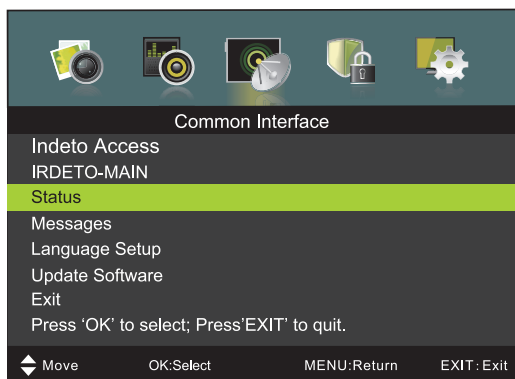 Common Interface
Indeto Access
IRDETO-MAIN
Status
Messages
Language Setup
Update Software
Exit
Press 'OK' to select; Press'EXIT' to quit.
Move OK:Select MENU:Return EXIT:Exit